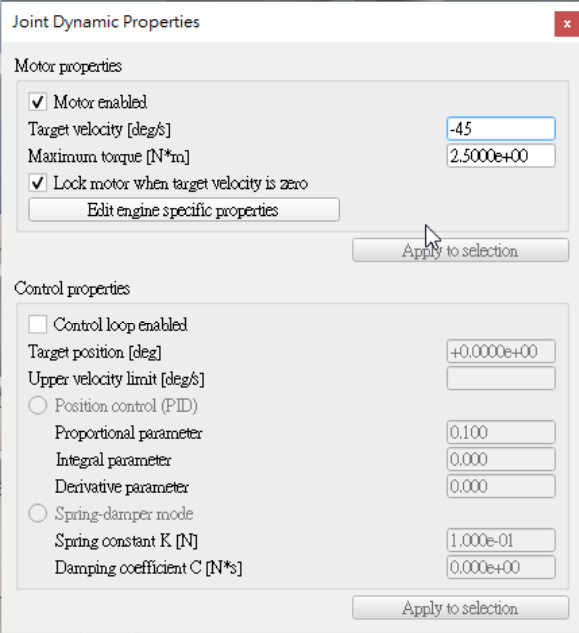 Joint Dynamic Properties
x
Motor properties
Motor enabled
Target velocity [deg/s] -45
Maximum torque [N*m] 2.5000e+00
Lock motor when target velocity is zero
Edit engine specific properties
Apply to selection
Control properties
Control loop enabled
Target position [deg] +0.0000e+00
Upper velocity limit [deg/s]
Position control (PID)
Proportional parameter 0.100
Integral parameter 0.000
Derivative parameter 0.000
Spring-damper mode
Spring constant K [N] 1.000e-01
Damping coefficient C [N*s] 0.000e+00
Apply to selection